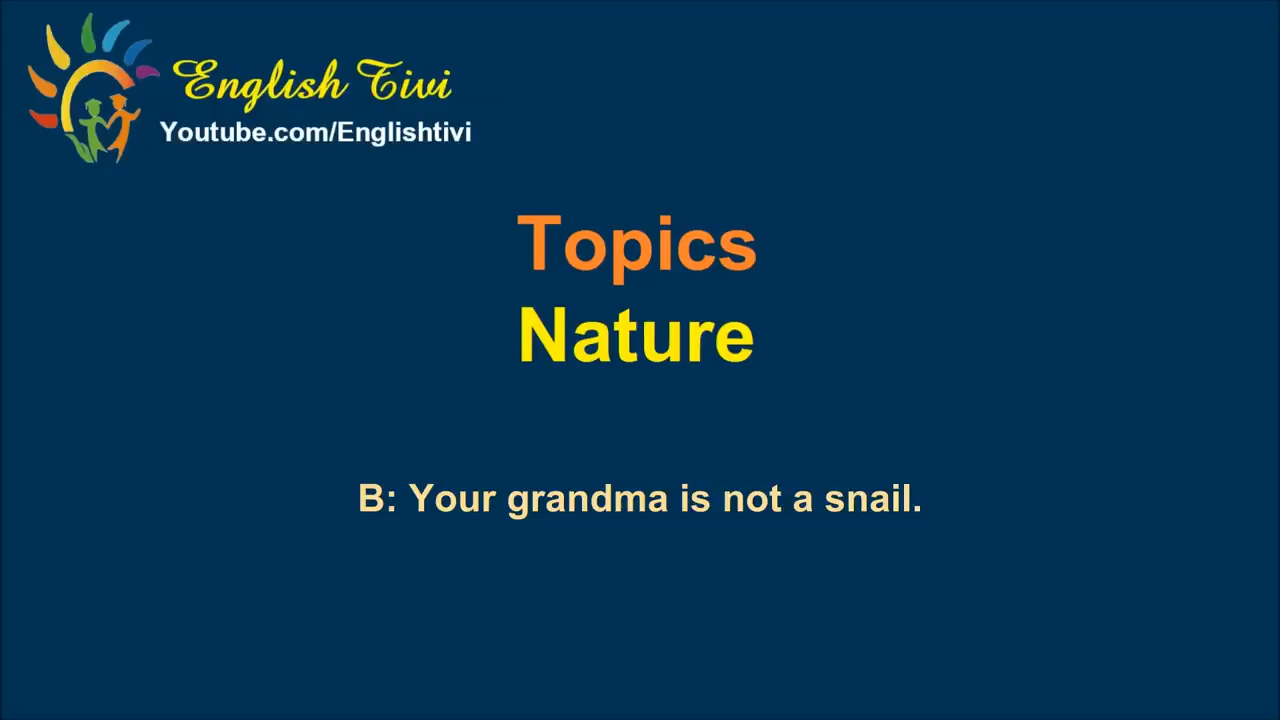 English Tivi
Youtube.com/Englishtivi
Topics
Nature
B: Your grandma is not a snail.